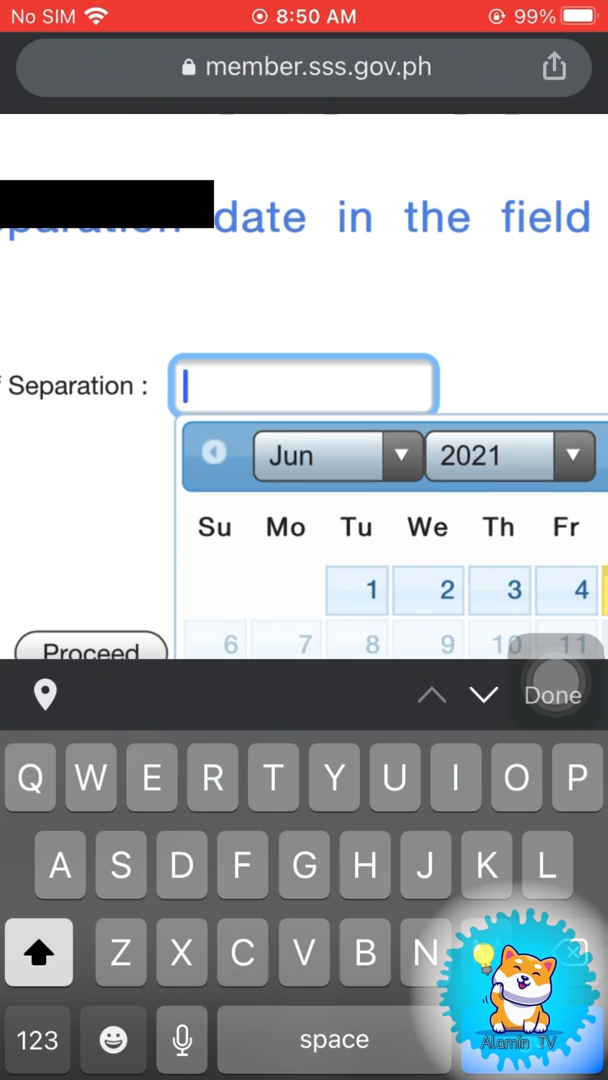 No SIM 8:50 AM 99%
member.sss.gov.ph
date in the field
Separation :
Jun 2021
Su Mo Tu We Th Fr
1 2 3 4
6 7 8 9 10 11
Proceed
Done
Q W E R T Y U I O P
A S D F G H J K L
Z X C V B N
123 space
Alamin TV